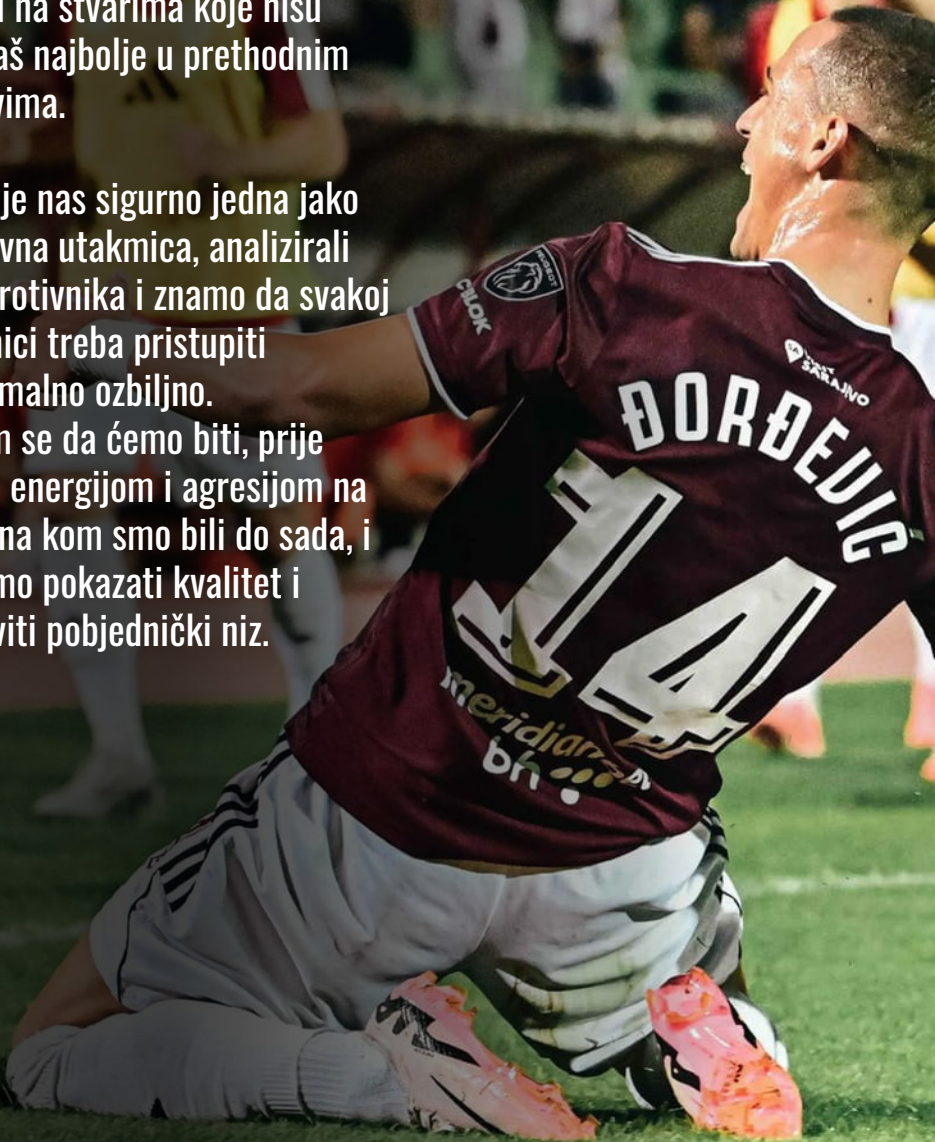 i na stvarima koje nisu
aš najbolje u prethodnim
vima.
je nas sigurno jedna jako
vna utakmica, analizirali
rotivnika i znamo da svakoj
nici treba pristupiti
malno ozbiljno.
m se da ćemo biti, prije
energijom i agresijom na
na kom smo bili do sada, i
mo pokazati kvalitet i
viti pobjednički niz.
PEUGEOT
SARAJEVO
ĐORĐEVIĆ
14
meridian
bh